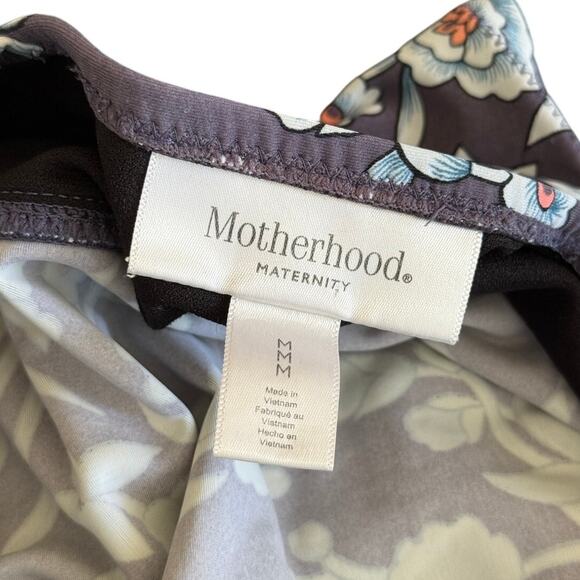 Motherhood®
MATERNITY
M
M
M
Made in
Vietnam
Fabriqué au
Vietnam
Hecho en
Vietnam